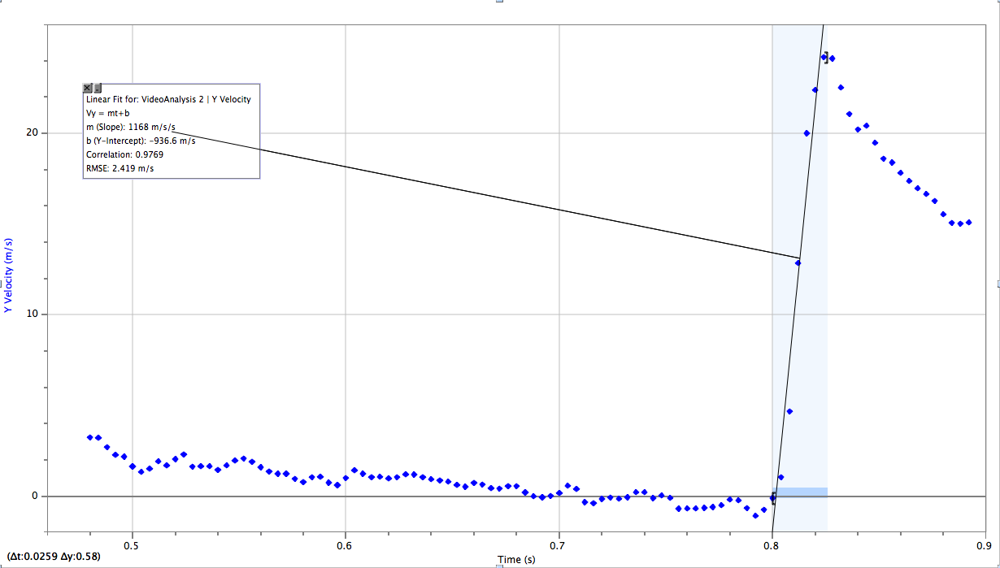 Linear Fit for: VideoAnalysis 2 | Y Velocity
Vy = mt+b
m (Slope): 1168 m/s/s
b (Y-Intercept): -936.6 m/s
Correlation: 0.9769
RMSE: 2.419 m/s
20
10
0
Y Velocity (m/s)
0.5 0.6 0.7 0.8 0.9
Time (s)
(Δt:0.0259 Δy:0.58)